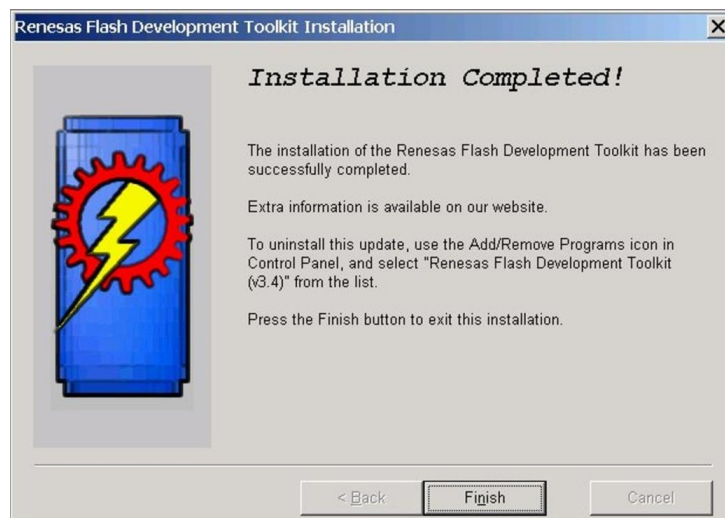 Renesas Flash Development Toolkit Installation
Installation Completed!
The installation of the Renesas Flash Development Toolkit has been
successfully completed.
Extra information is available on our website.
To uninstall this update, use the Add/Remove Programs icon in
Control Panel, and select "Renesas Flash Development Toolkit
(v3.4)" from the list.
Press the Finish button to exit this installation.
< Back
Finish
Cancel